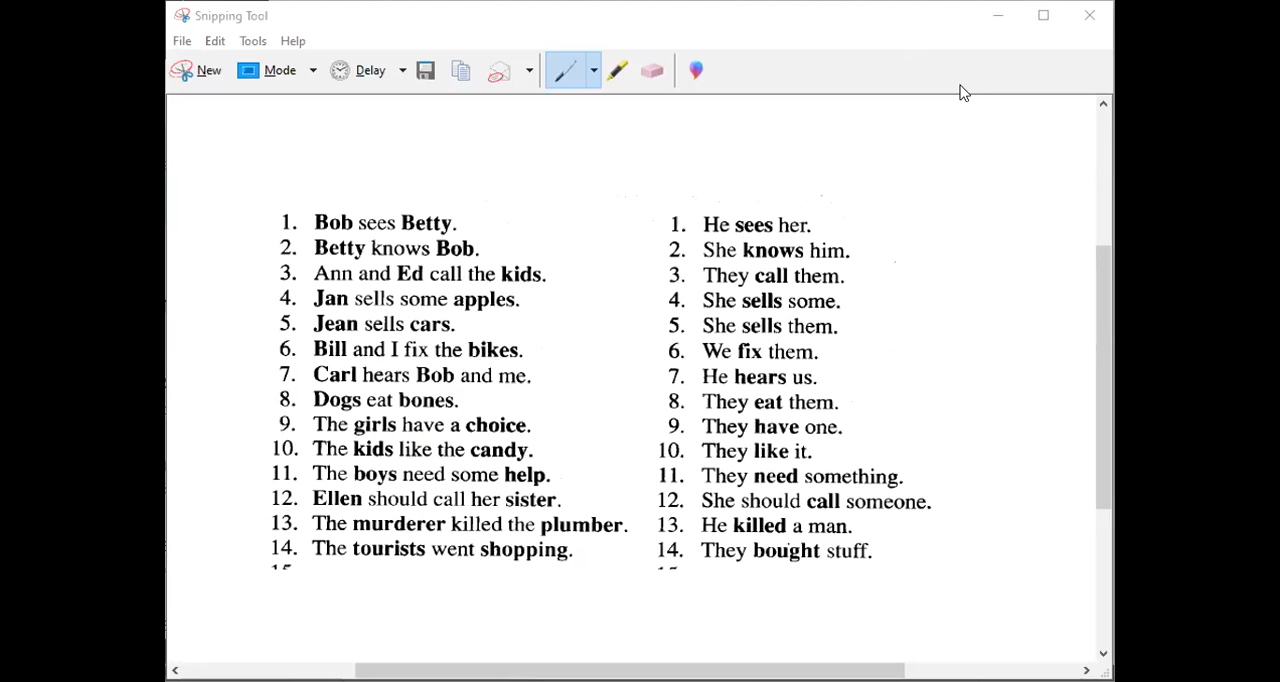 Snipping Tool
File Edit Tools Help
New Mode Delay
1. Bob sees Betty.
2. Betty knows Bob.
3. Ann and Ed call the kids.
4. Jan sells some apples.
5. Jean sells cars.
6. Bill and I fix the bikes.
7. Carl hears Bob and me.
8. Dogs eat bones.
9. The girls have a choice.
10. The kids like the candy.
11. The boys need some help.
12. Ellen should call her sister.
13. The murderer killed the plumber.
14. The tourists went shopping.
1. He sees her.
2. She knows him.
3. They call them.
4. She sells some.
5. She sells them.
6. We fix them.
7. He hears us.
8. They eat them.
9. They have one.
10. They like it.
11. They need something.
12. She should call someone.
13. He killed a man.
14. They bought stuff.